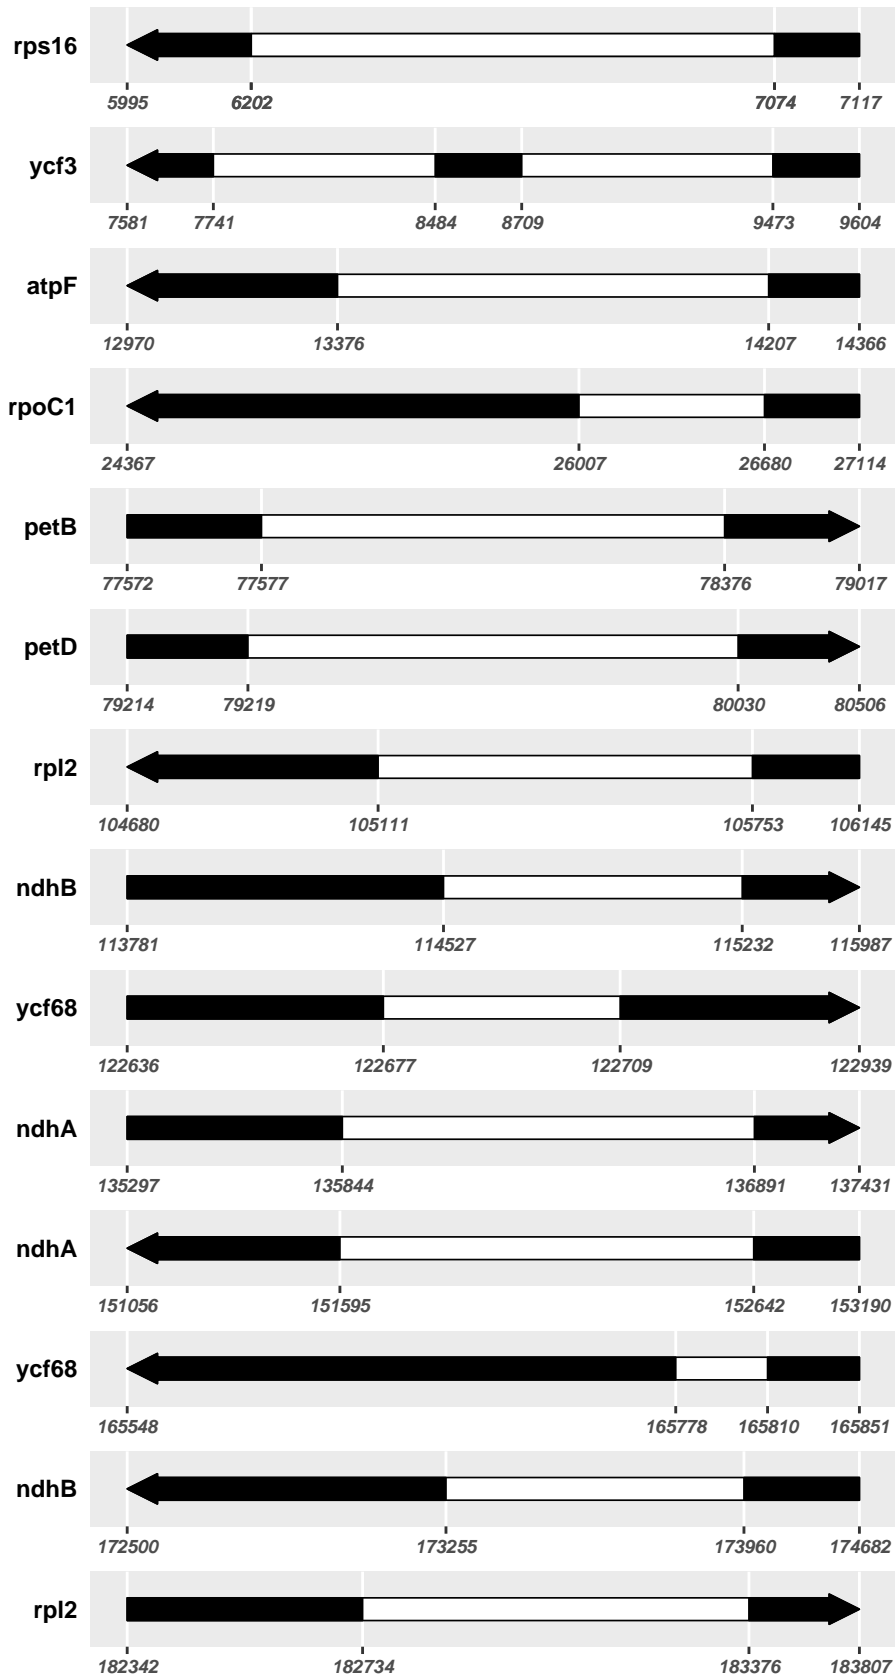 rps16
5995 6202 7074 7117
ycf3
7581 7741 8484 8709 9473 9604
atpF
12970 13376 14207 14366
rpoC1
24367 26007 26680 27114
petB
77572 77577 78376 79017
petD
79214 79219 80030 80506
rpl2
104680 105111 105753 106145
ndhB
113781 114527 115232 115987
ycf68
122636 122677 122709 122939
ndhA
135297 135844 136891 137431
ndhA
151056 151595 152642 153190
ycf68
165548 165778 165810 165851
ndhB
172500 173255 173960 174682
rpl2
182342 182734 183376 183807